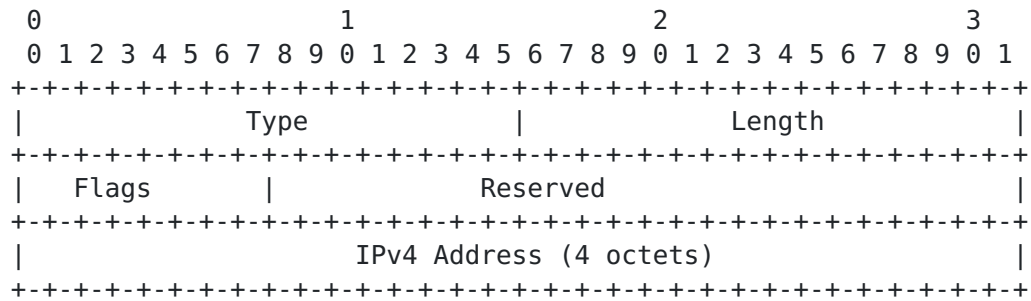 0                   1                   2                   3
0 1 2 3 4 5 6 7 8 9 0 1 2 3 4 5 6 7 8 9 0 1 2 3 4 5 6 7 8 9 0 1
+-+-+-+-+-+-+-+-+-+-+-+-+-+-+-+-+-+-+-+-+-+-+-+-+-+-+-+-+-+-+-+-+
|              Type               |             Length            |
+-+-+-+-+-+-+-+-+-+-+-+-+-+-+-+-+-+-+-+-+-+-+-+-+-+-+-+-+-+-+-+-+
|   Flags       |             Reserved                          |
+-+-+-+-+-+-+-+-+-+-+-+-+-+-+-+-+-+-+-+-+-+-+-+-+-+-+-+-+-+-+-+-+
|                     IPv4 Address (4 octets)                   |
+-+-+-+-+-+-+-+-+-+-+-+-+-+-+-+-+-+-+-+-+-+-+-+-+-+-+-+-+-+-+-+-+